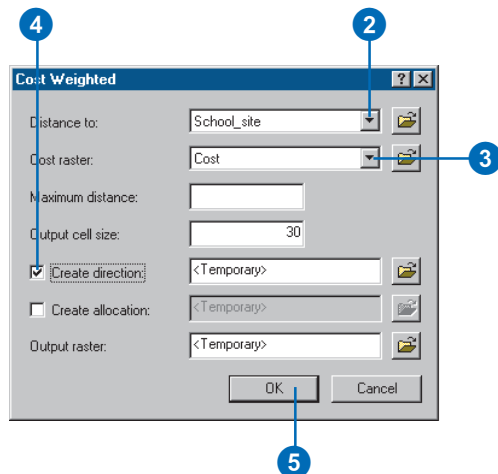 4
2
Cost Weighted
Distance to: School_site
3
Cost raster: Cost
Maximum distance:
Output cell size: 30
Create direction: <Temporary>
Create allocation: <Temporary>
Output raster: <Temporary>
OK Cancel
5